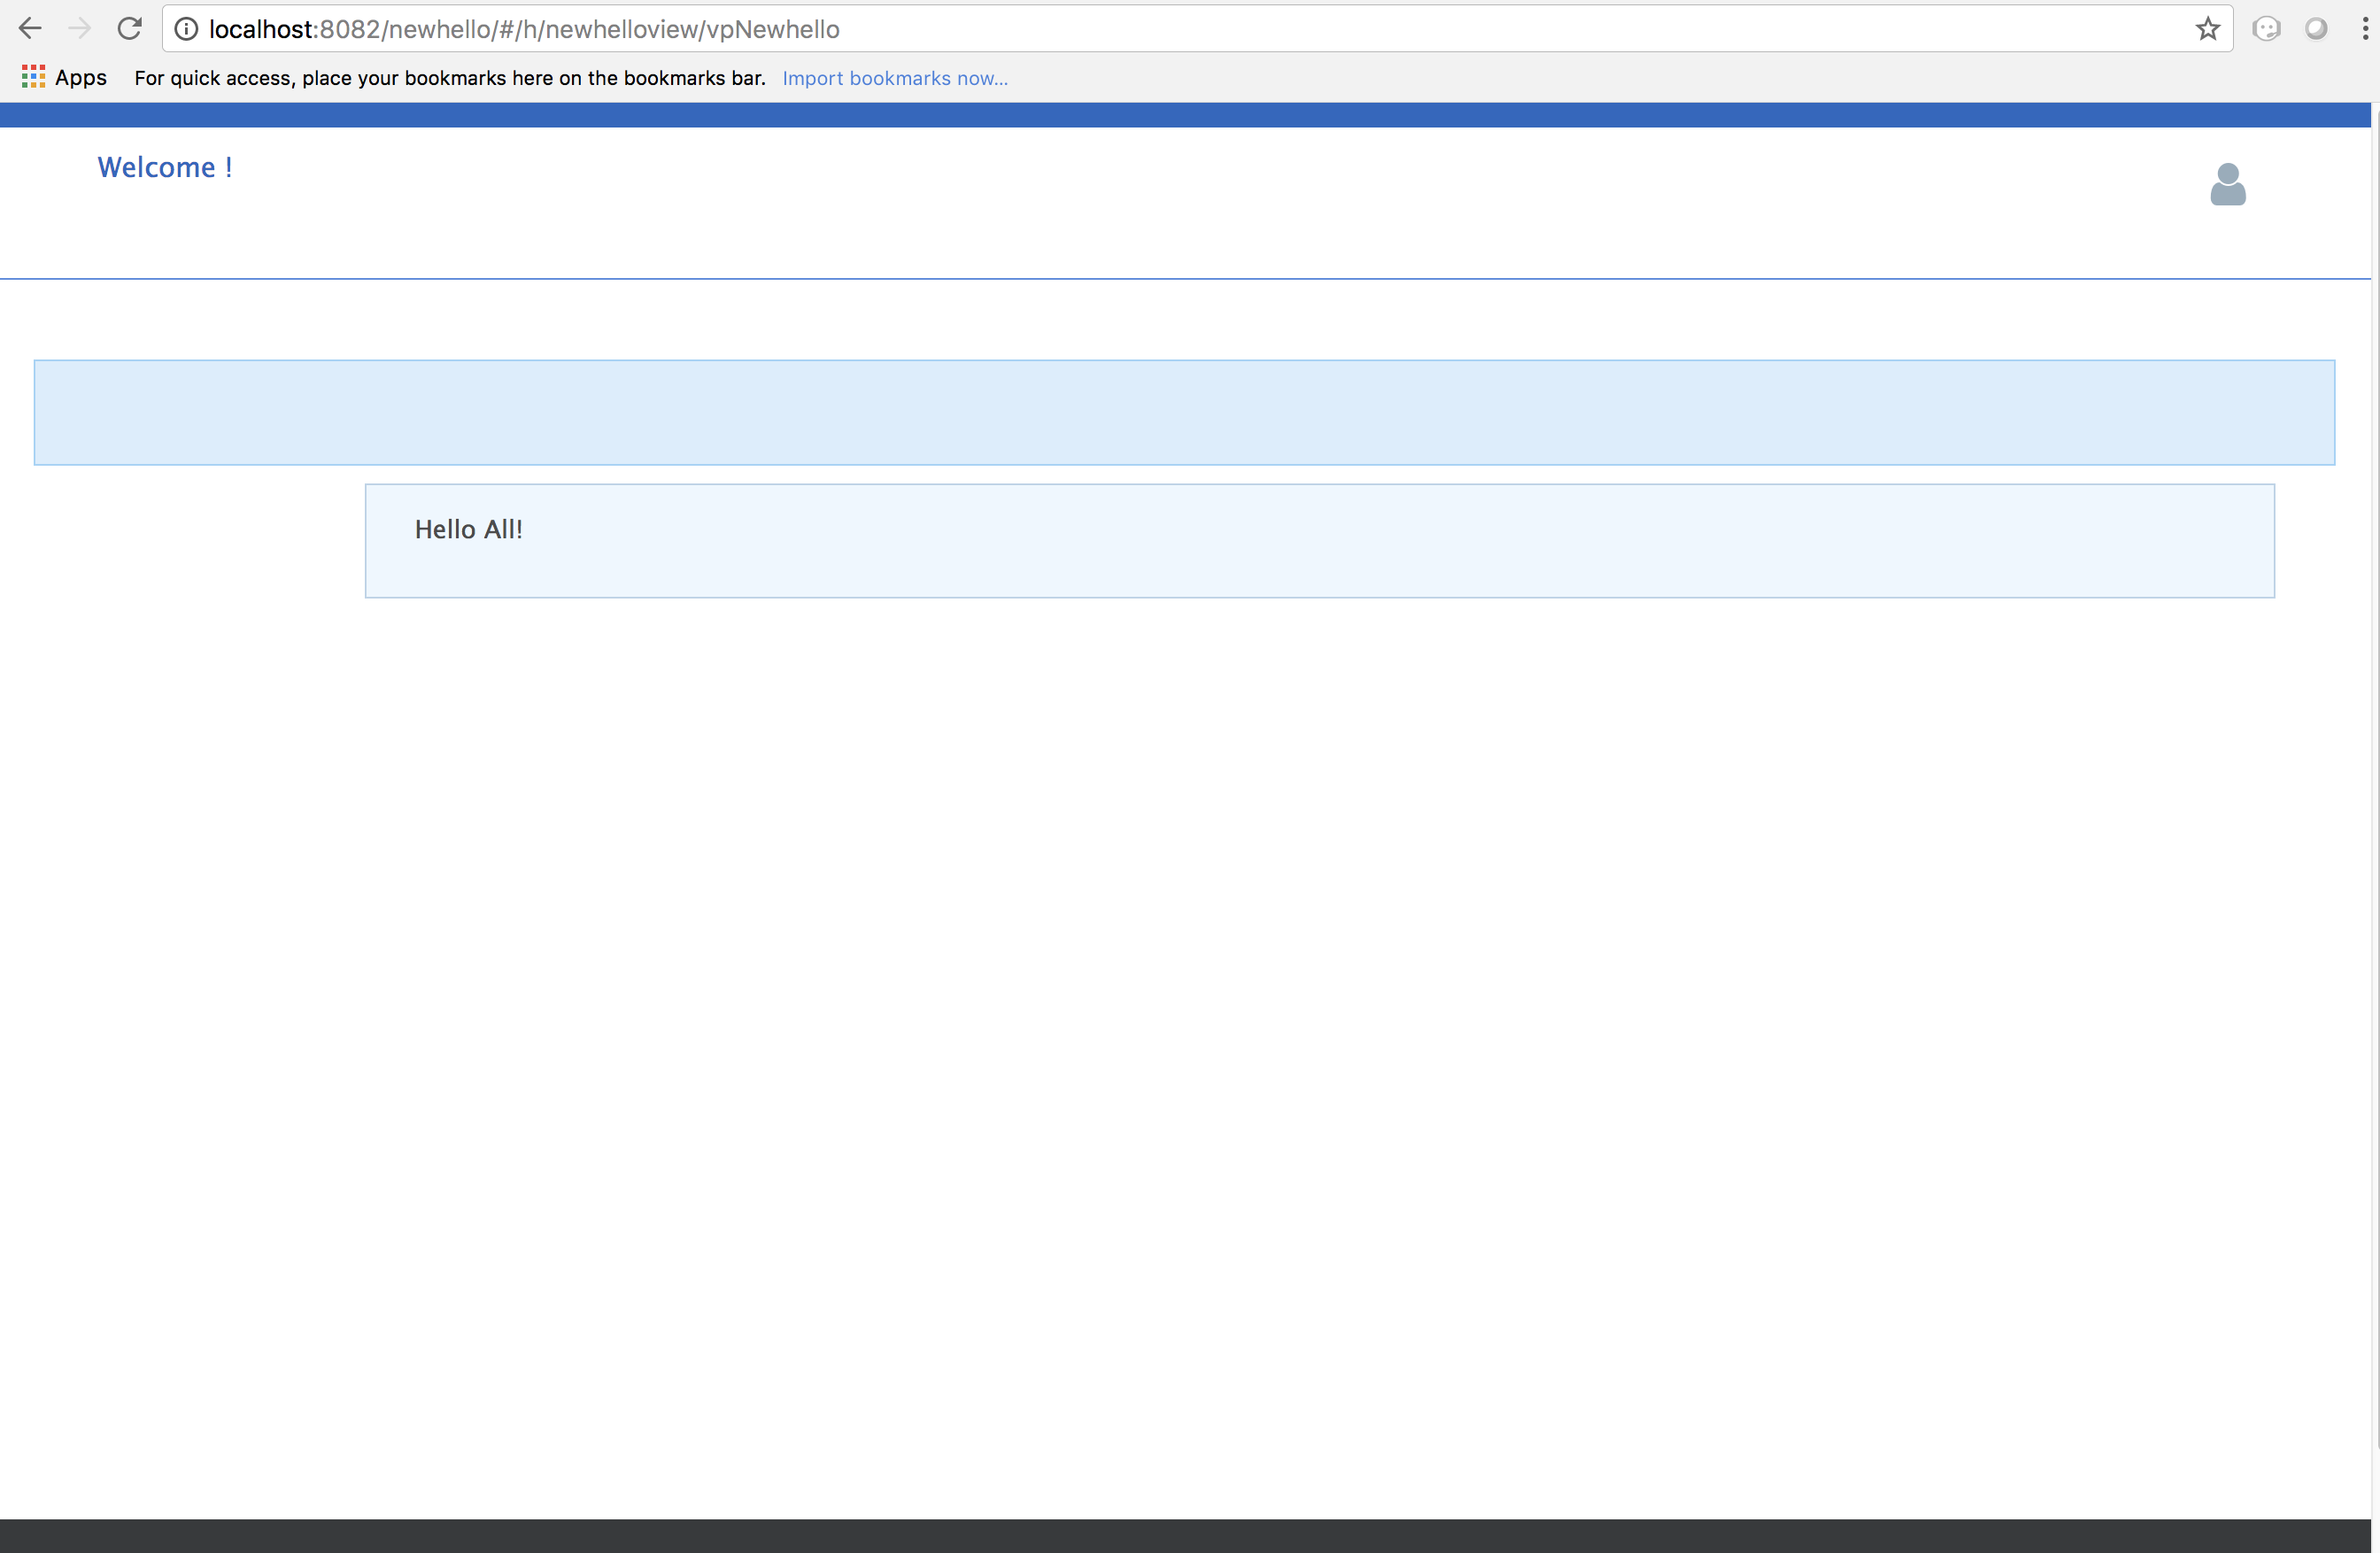 localhost:8082/newhello/#/h/newhelloview/vpNewhello
Apps For quick access, place your bookmarks here on the bookmarks bar. Import bookmarks now...
Welcome !
Hello All!